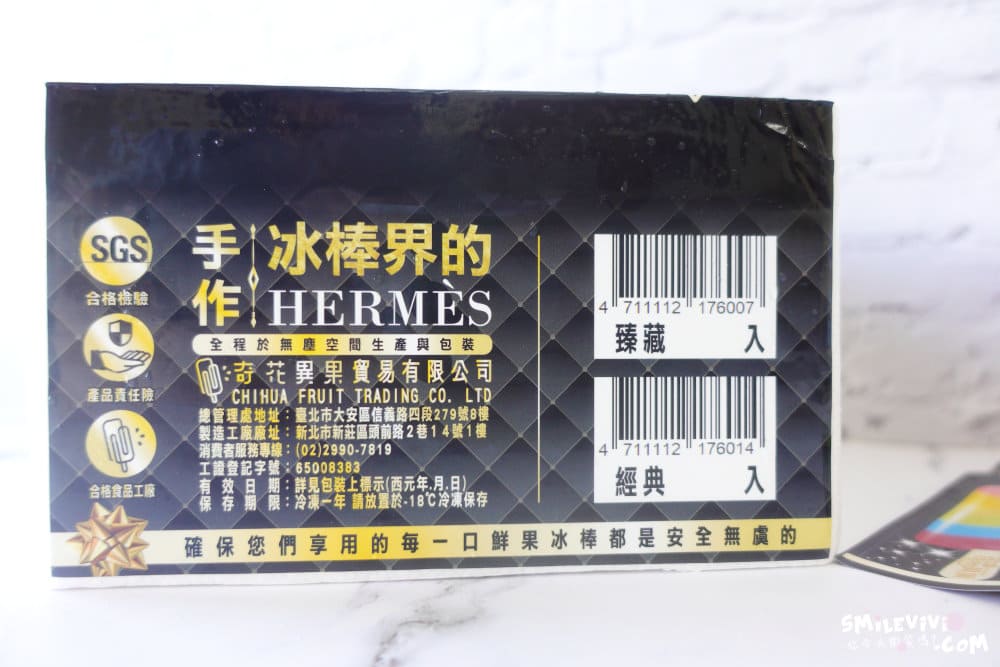 SGS
合格檢驗
產品責任險
合格食品工廠
手作
冰棒界的
HERMÈS
全程於無塵空間生產與包裝
奇花異果貿易有限公司
CHIHUA FRUIT TRADING CO. LTD
總管理處地址：臺北市大安區信義路四段279號8樓
製造工廠廠址：新北市新莊區頭前路2巷14號1樓
消費者服務專線：(02)2990-7819
工證登記字號：65008383
有效日期：詳見包裝上標示(西元年.月.日)
保存期限：冷凍一年 請放置於-18℃冷凍保存
4 711112 176007
臻藏 入
4 711112 176014
經典 入
確保您們享用的每一口鮮果冰棒都是安全無虞的
SMILEVIVI
.COM